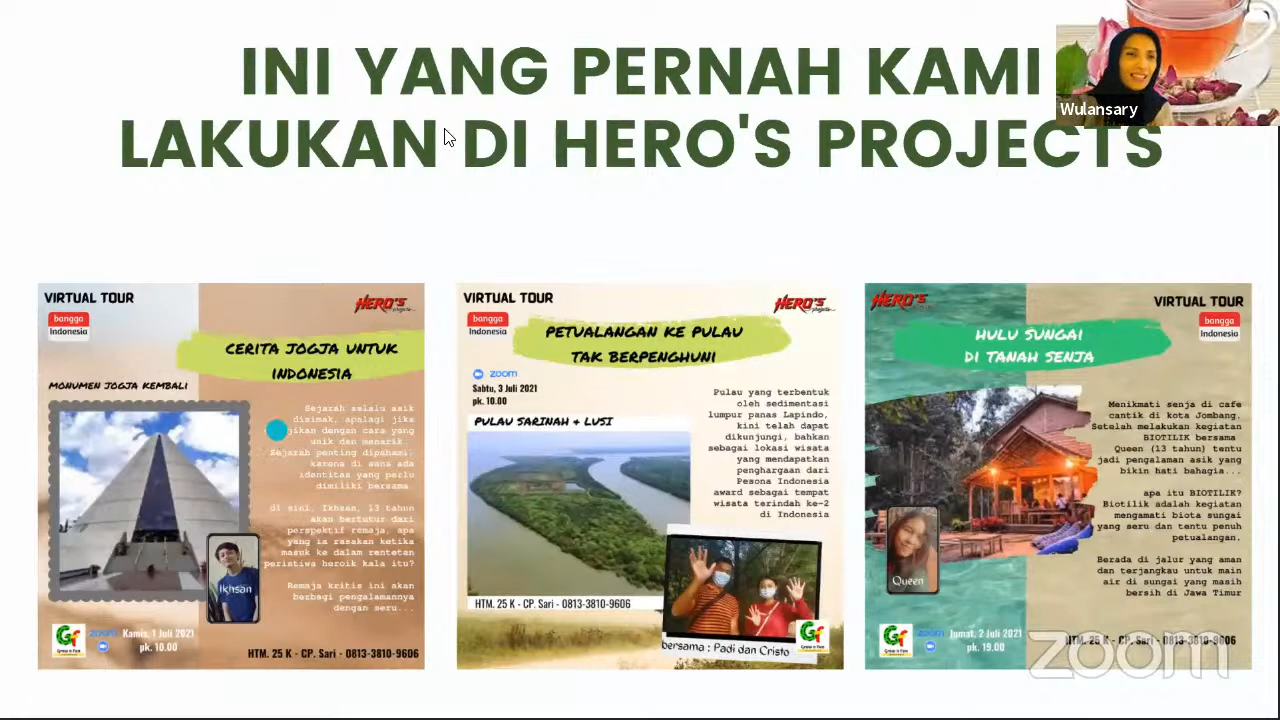 INI YANG PERNAH KAMI
LAKUKAN DI HERO'S PROJECTS
Wulansary
VIRTUAL TOUR
HERO'S
projects
bangga
Indonesia
CERITA JOGJA UNTUK
INDONESIA
MONUMEN JOGJA KEMBALI
Sejarah selalu asik
disimak, apalagi jika
jikan dengan cara yang
unik dan menarik.
Sejarah penting dipahami,
karena di sana ada
identitas yang perlu
dimiliki bersama.
di sini, Ikhsan, 13 tahun
akan bertutur dari
perspektif remaja, apa
yang ia rasakan ketika
masuk ke dalam rentetan
peristiwa heroik kala itu?
Remaja kritis ini akan
berbagi pengalamannya
dengan seru...
Ikhsan
Gf
zoom
Kamis, 1 Juli 2021
pk. 10.00
HTM. 25 K - CP. Sari - 0813-3810-9606
VIRTUAL TOUR
HERO'S
projects
bangga
Indonesia
PETUALANGAN KE PULAU
TAK BERPENGHUNI
zoom
Sabtu, 3 Juli 2021
pk. 10.00
PULAU SARINAH & LUSI
Pulau yang terbentuk
oleh sedimentasi
lumpur panas Lapindo,
kini telah dapat
dikunjungi, bahkan
sebagai lokasi wisata
yang mendapatkan
penghargaan dari
Pesona Indonesia
award sebagai tempat
wisata terindah ke-2
di Indonesia
HTM. 25 K - CP. Sari - 0813-3810-9606
bersama : Padi dan Cristo
Gf
HERO'S
projects
VIRTUAL TOUR
bangga
Indonesia
HULU SUNGAI
DI TANAH SENJA
Menikmati senja di cafe
cantik di kota Jombang.
Setelah melakukan kegiatan
BIOTILIK bersama
Queen (13 tahun) tentu
jadi pengalaman asik yang
bikin hati bahagia...
apa itu BIOTILIK?
Biotilik adalah kegiatan
mengamati biota sungai
yang seru dan tentu penuh
petualangan.
Berada di jalur yang aman
dan terjangkau untuk main
air di sungai yang masih
bersih di Jawa Timur
Queen
Gf
zoom
Jumat, 2 Juli 2021
pk. 19.00
HTM. 25 K - CP. Sari - 0813-3810-9606
zoom